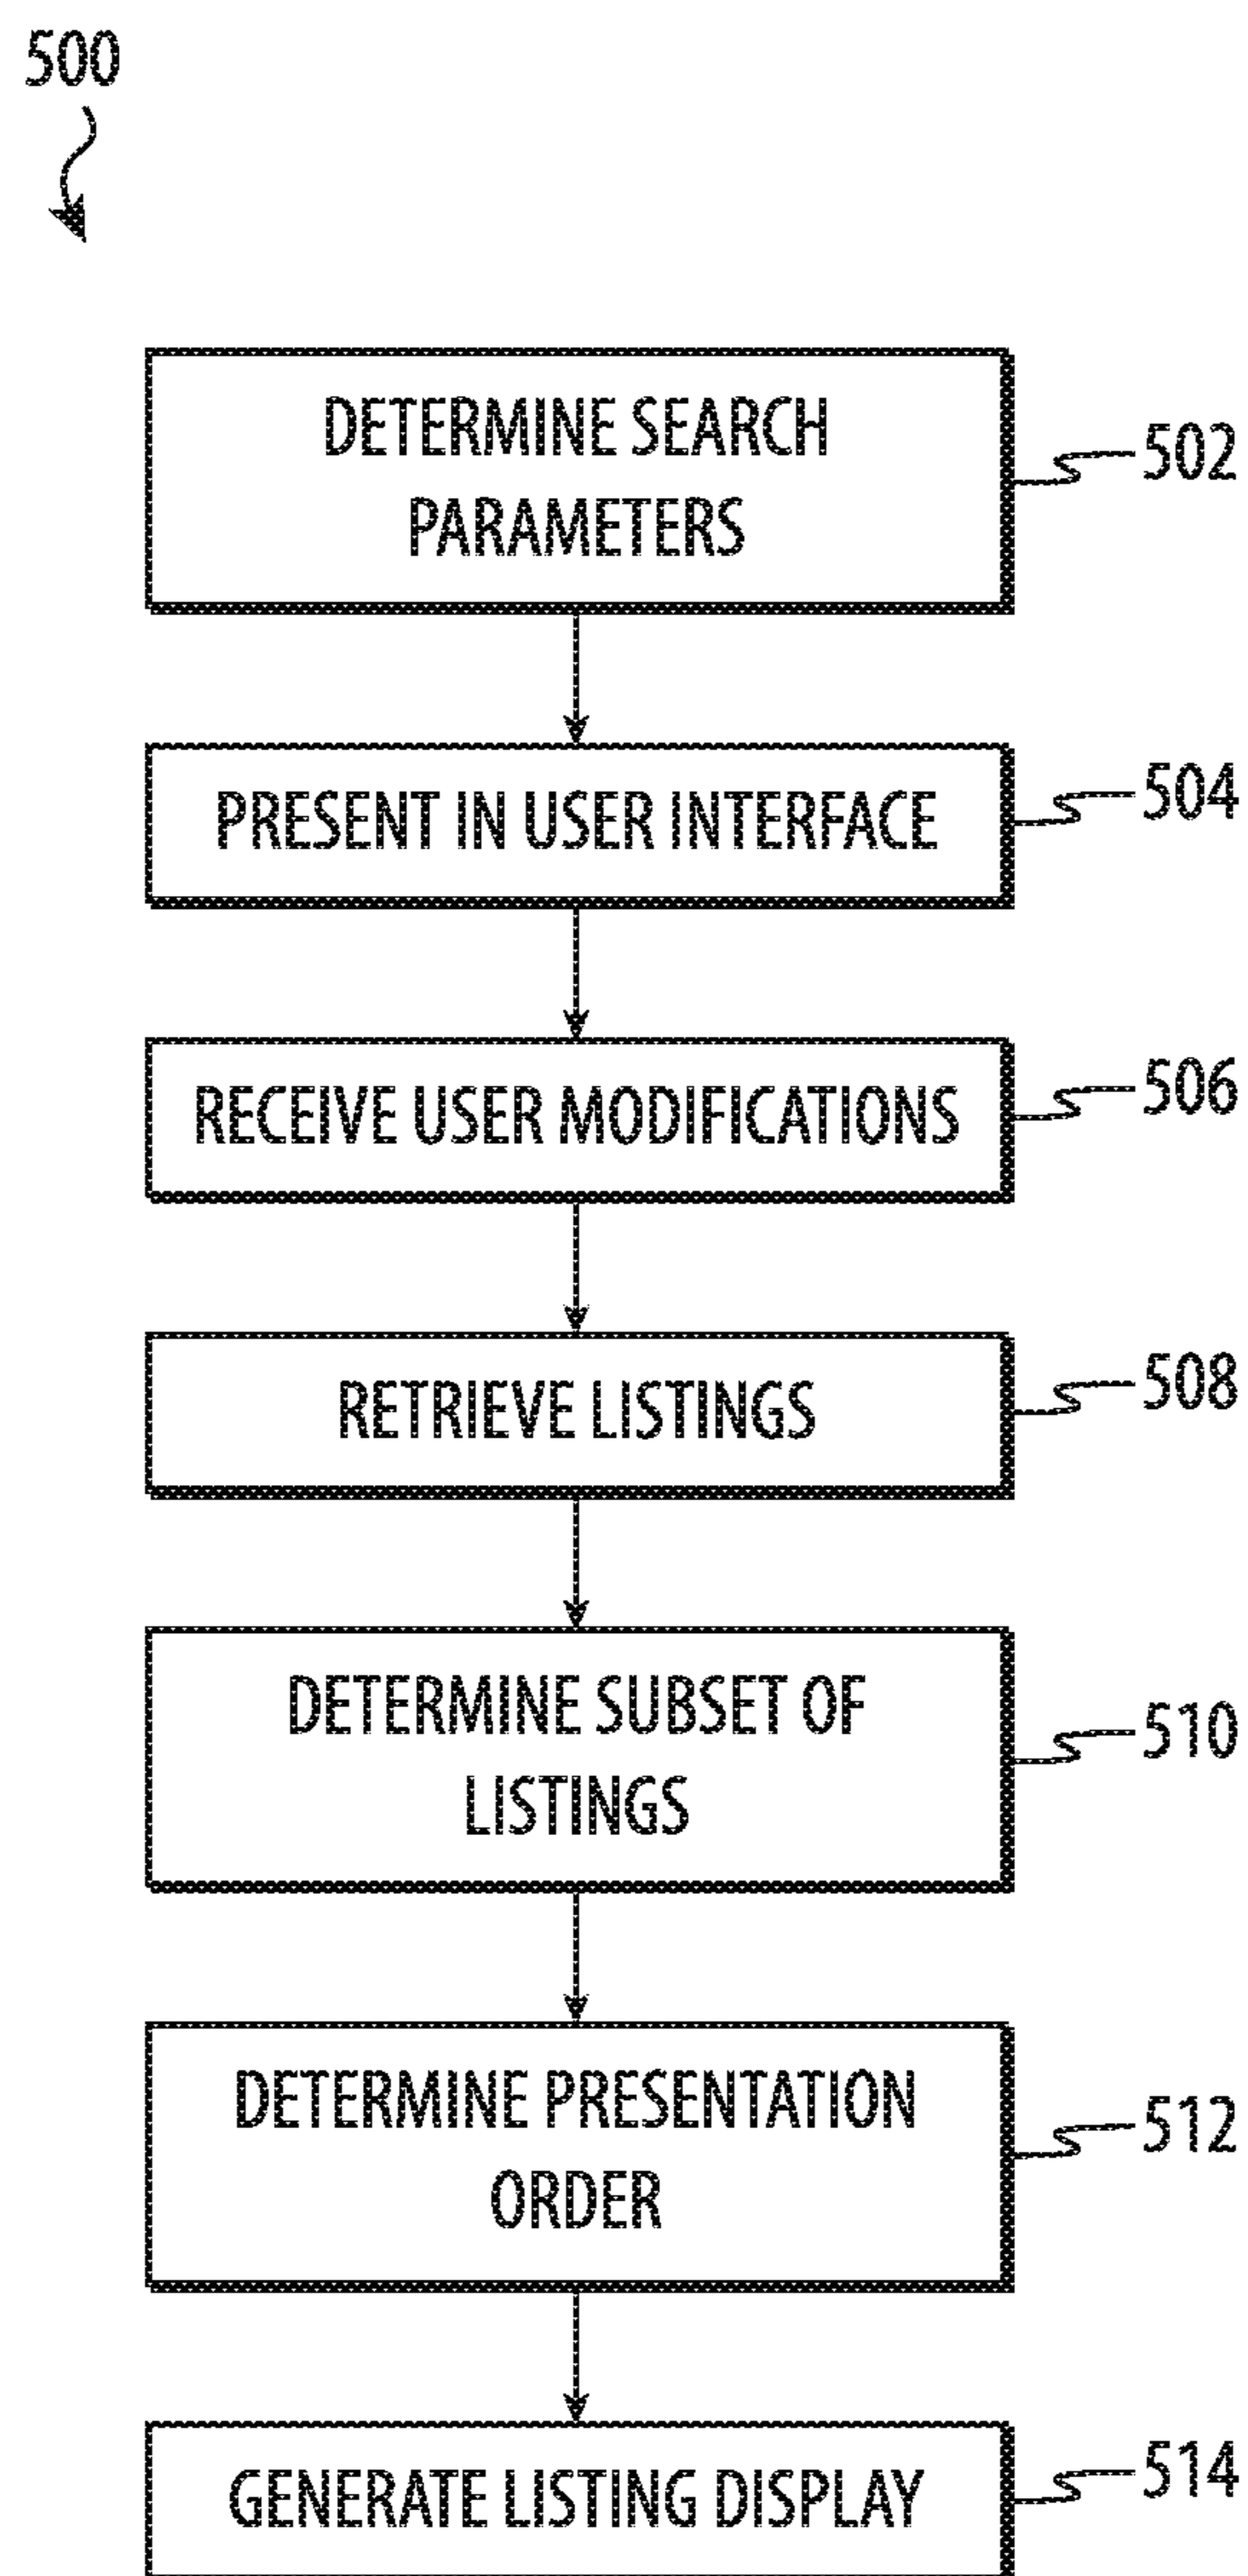 500
DETERMINE SEARCH
PARAMETERS
502
PRESENT IN USER INTERFACE
504
RECEIVE USER MODIFICATIONS
506
RETRIEVE LISTINGS
508
DETERMINE SUBSET OF
LISTINGS
510
DETERMINE PRESENTATION
ORDER
512
GENERATE LISTING DISPLAY
514